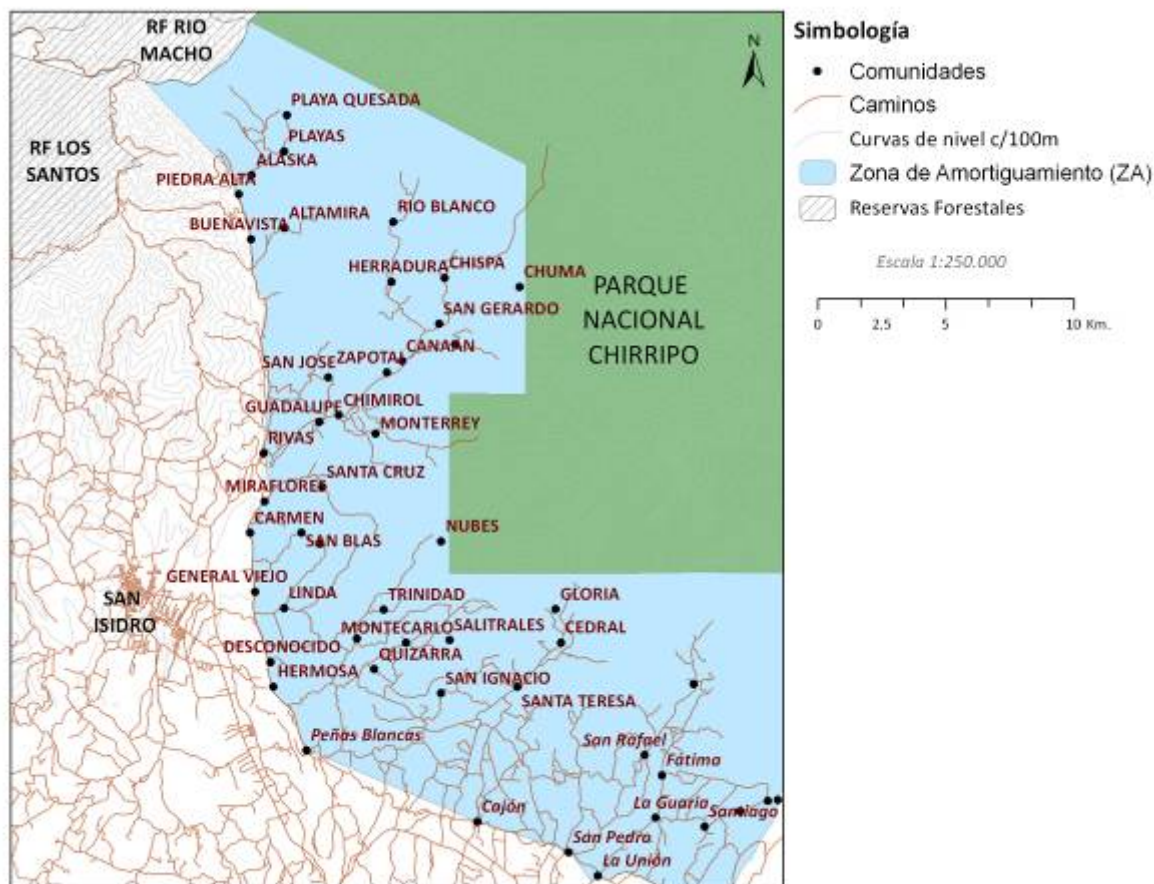 RF RIO
MACHO
N
PLAYA QUESADA
PLAYAS
RF LOS
SANTOS
ALASKA
PIEDRA ALTA
ALTAMIRA
BUENAVISTA
RIO BLANCO
HERRADURA
CHISPA
CHUMA
PARQUE
NACIONAL
CHIRRIPO
SAN GERARDO
CANAAN
ZAPOTAL
SAN JOSE
GUADALUPE
CHIMIROL
MONTERREY
RIVAS
SANTA CRUZ
MIRAFLORES
CARMEN
SAN BLAS
NUBES
GENERAL VIEJO
SAN
ISIDRO
LINDA
TRINIDAD
GLORIA
MONTECARLO
SALITRALES
CEDRAL
DESCONOCIDO
QUIZARRA
HERMOSA
SAN IGNACIO
SANTA TERESA
Peñas Blancas
San Rafael
Fátima
Cajón
La Guaria
Santiago
San Pedro
La Unión
Simbología
Comunidades
Caminos
Curvas de nivel c/100m
Zona de Amortiguamiento (ZA)
Reservas Forestales
Escala 1:250.000
0 2,5 5 10 Km.